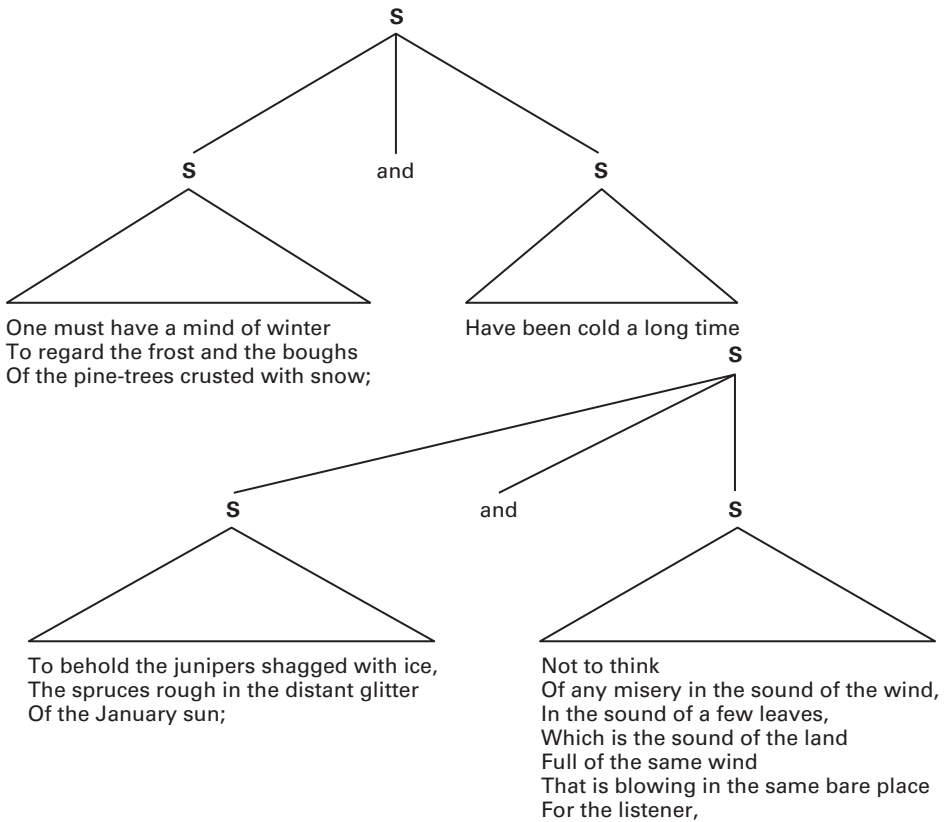 S
S
and
S
One must have a mind of winter
To regard the frost and the boughs
Of the pine-trees crusted with snow;
Have been cold a long time
S
S
and
S
To behold the junipers shagged with ice,
The spruces rough in the distant glitter
Of the January sun;
Not to think
Of any misery in the sound of the wind,
In the sound of a few leaves,
Which is the sound of the land
Full of the same wind
That is blowing in the same bare place
For the listener,